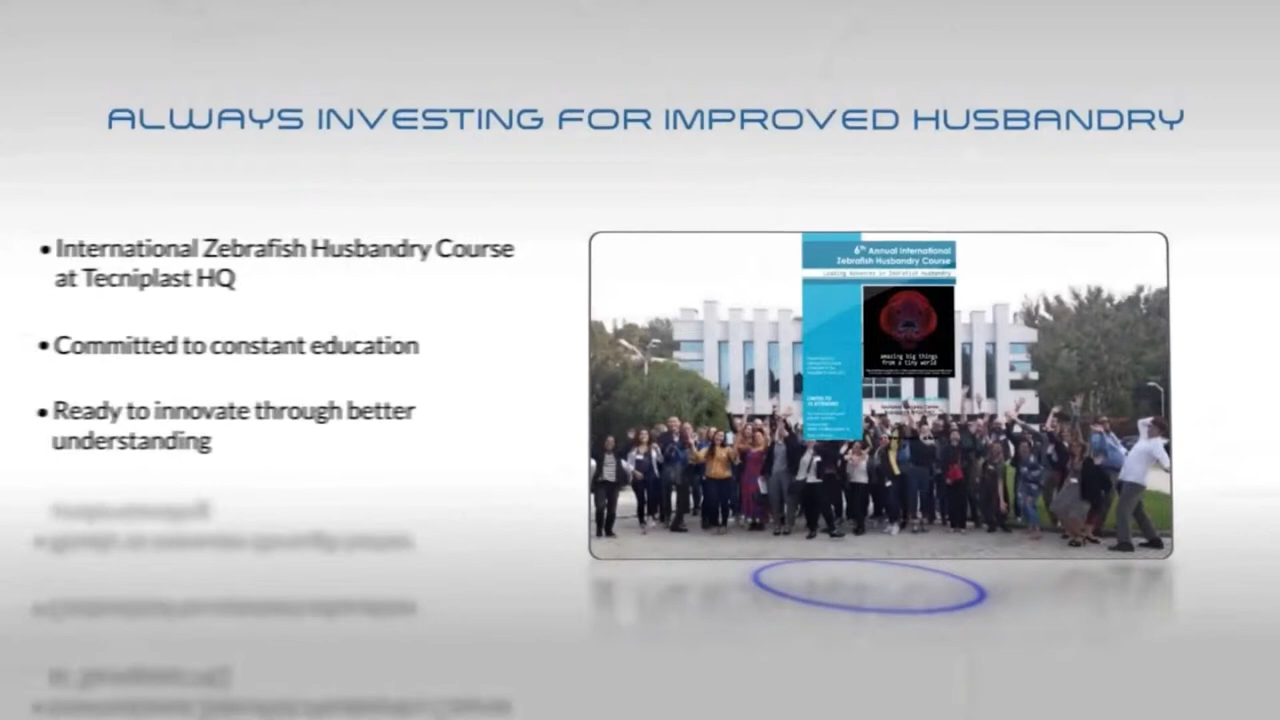 ALWAYS INVESTING FOR IMPROVED HUSBANDRY
• International Zebrafish Husbandry Course
at Tecniplast HQ
• Committed to constant education
• Ready to innovate through better
understanding
6th Annual International
Zebrafish Husbandry Course
Leading Advances in Zebrafish Husbandry
amazing big things
from a tiny world